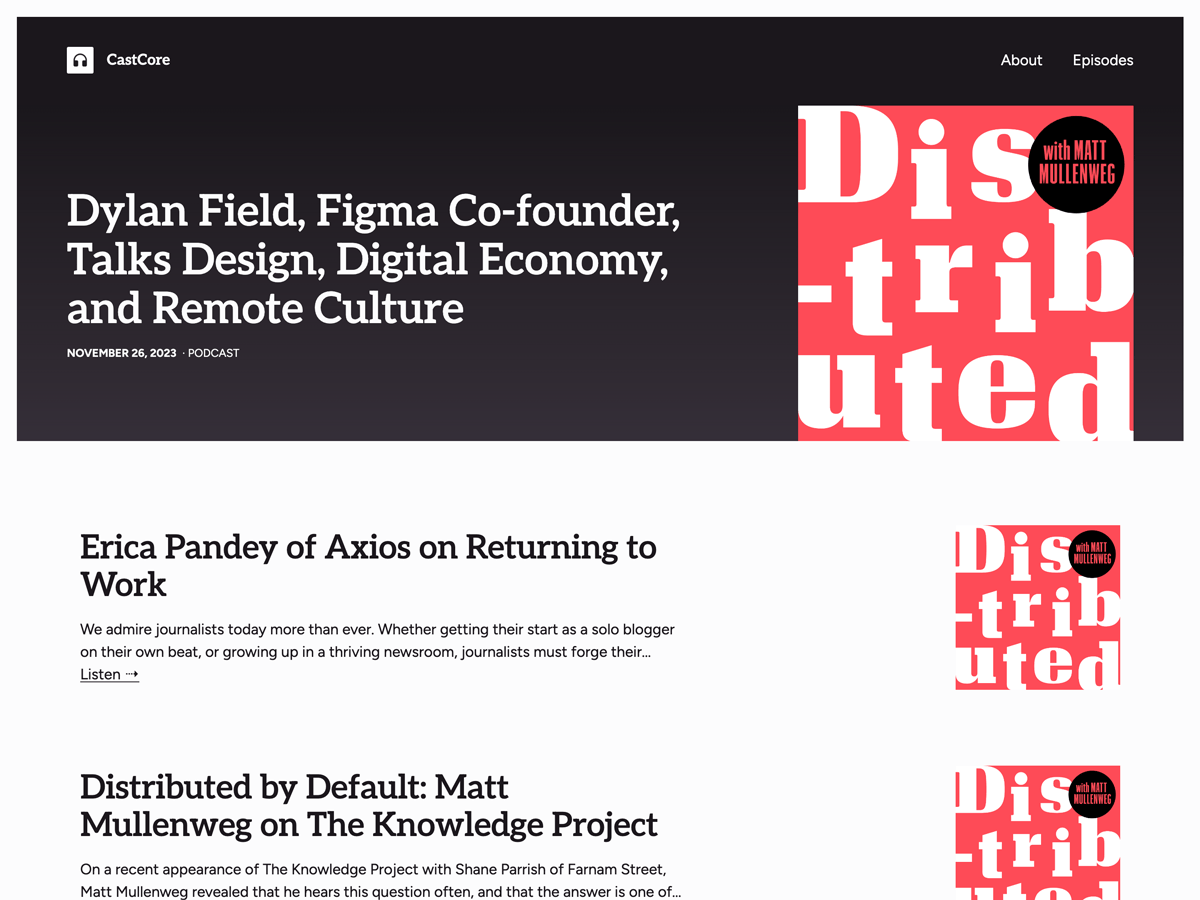 CastCore
About Episodes
Dis
with MATT
MULLENWEG
-trib
uted
Dylan Field, Figma Co-founder,
Talks Design, Digital Economy,
and Remote Culture
NOVEMBER 26, 2023 · PODCAST
Erica Pandey of Axios on Returning to
Work
We admire journalists today more than ever. Whether getting their start as a solo blogger
on their own beat, or growing up in a thriving newsroom, journalists must forge their…
Listen ⇢
Dis
with MATT
MULLENWEG
-trib
uted
Distributed by Default: Matt
Mullenweg on The Knowledge Project
On a recent appearance of The Knowledge Project with Shane Parrish of Farnam Street,
Matt Mullenweg revealed that he hears this question often, and that the answer is one of…
Dis
with MATT
MULLENWEG
-trib
uted